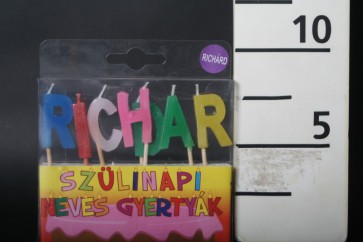 RICHÁRD
RICHAR
SZÜLINAPI
NEVES GYERTYÁK
10
5